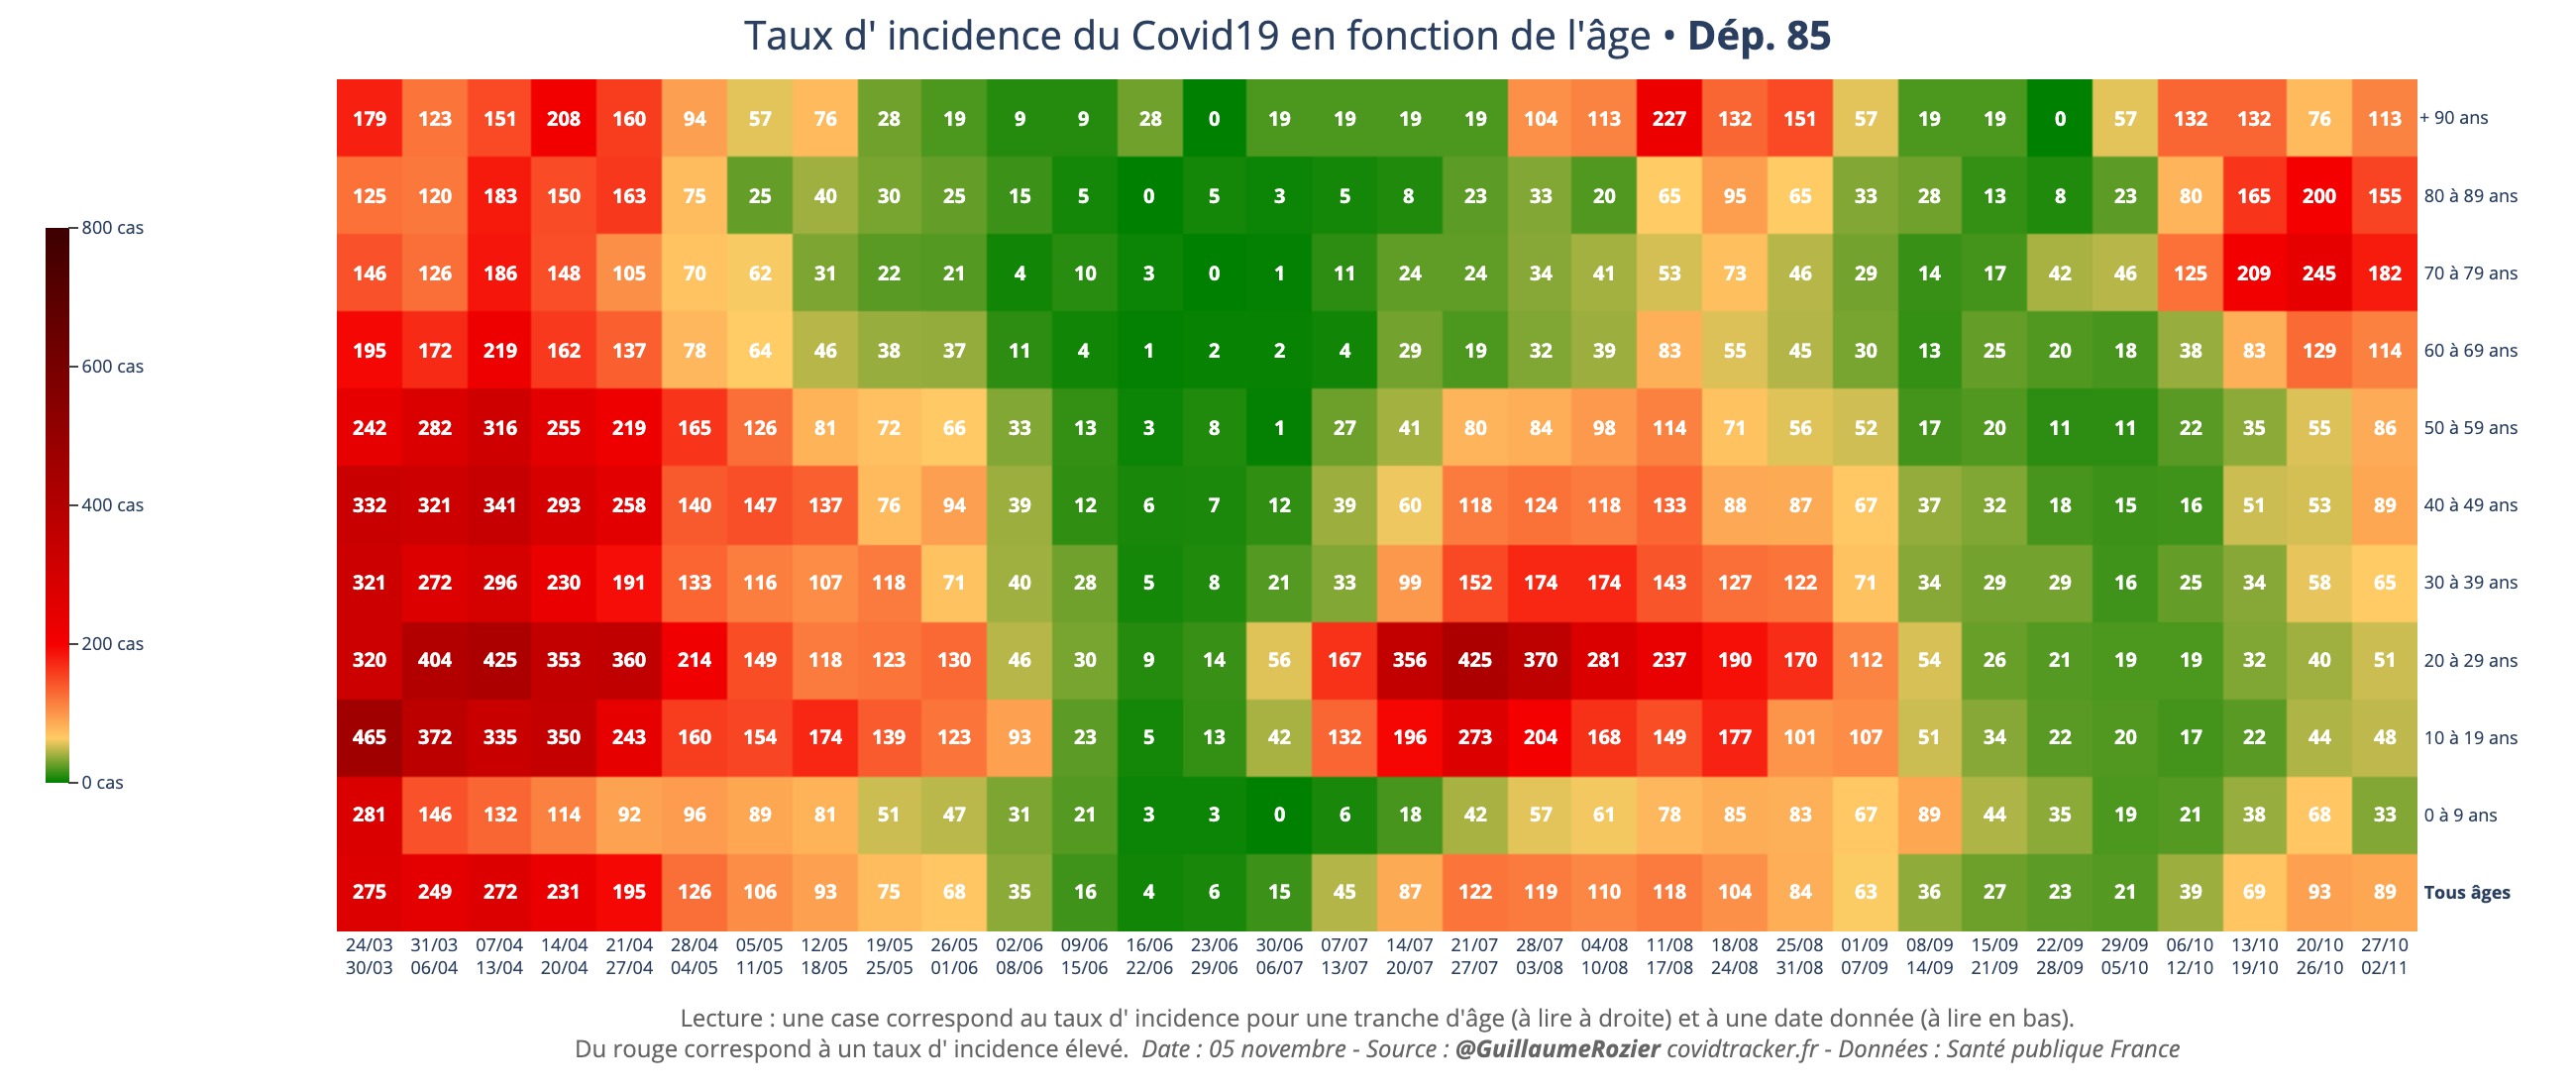 Taux d' incidence du Covid19 en fonction de l'âge • Dép. 85
800 cas
600 cas
400 cas
200 cas
0 cas
179 123 151 208 160 94 57 76 28 19 9 9 28 0 19 19 19 19 104 113 227 132 151 57 19 19 0 57 132 132 76 113 + 90 ans
125 120 183 150 163 75 25 40 30 25 15 5 0 5 3 5 8 23 33 20 65 95 65 33 28 13 8 23 80 165 200 155 80 à 89 ans
146 126 186 148 105 70 62 31 22 21 4 10 3 0 1 11 24 24 34 41 53 73 46 29 14 17 42 46 125 209 245 182 70 à 79 ans
195 172 219 162 137 78 64 46 38 37 11 4 1 2 2 4 29 19 32 39 83 55 45 30 13 25 20 18 38 83 129 114 60 à 69 ans
242 282 316 255 219 165 126 81 72 66 33 13 3 8 1 27 41 80 84 98 114 71 56 52 17 20 11 11 22 35 55 86 50 à 59 ans
332 321 341 293 258 140 147 137 76 94 39 12 6 7 12 39 60 118 124 118 133 88 87 67 37 32 18 15 16 51 53 89 40 à 49 ans
321 272 296 230 191 133 116 107 118 71 40 28 5 8 21 33 99 152 174 174 143 127 122 71 34 29 29 16 25 34 58 65 30 à 39 ans
320 404 425 353 360 214 149 118 123 130 46 30 9 14 56 167 356 425 370 281 237 190 170 112 54 26 21 19 19 32 40 51 20 à 29 ans
465 372 335 350 243 160 154 174 139 123 93 23 5 13 42 132 196 273 204 168 149 177 101 107 51 34 22 20 17 22 44 48 10 à 19 ans
281 146 132 114 92 96 89 81 51 47 31 21 3 3 0 6 18 42 57 61 78 85 83 67 89 44 35 19 21 38 68 33 0 à 9 ans
275 249 272 231 195 126 106 93 75 68 35 16 4 6 15 45 87 122 119 110 118 104 84 63 36 27 23 21 39 69 93 89 Tous âges
24/03 31/03 07/04 14/04 21/04 28/04 05/05 12/05 19/05 26/05 02/06 09/06 16/06 23/06 30/06 07/07 14/07 21/07 28/07 04/08 11/08 18/08 25/08 01/09 08/09 15/09 22/09 29/09 06/10 13/10 20/10 27/10
30/03 06/04 13/04 20/04 27/04 04/05 11/05 18/05 25/05 01/06 08/06 15/06 22/06 29/06 06/07 13/07 20/07 27/07 03/08 10/08 17/08 24/08 31/08 07/09 14/09 21/09 28/09 05/10 12/10 19/10 26/10 02/11
Lecture : une case correspond au taux d' incidence pour une tranche d'âge (à lire à droite) et à une date donnée (à lire en bas).
Du rouge correspond à un taux d' incidence élevé. Date : 05 novembre - Source : @GuillaumeRozier covidtracker.fr - Données : Santé publique France